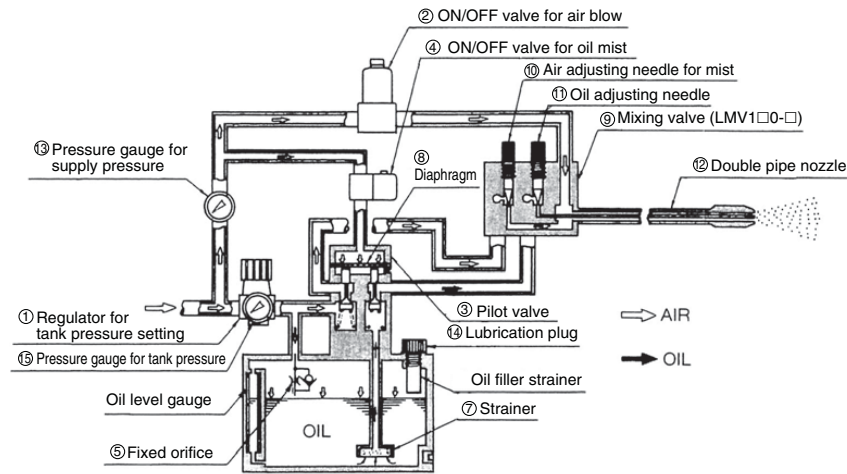 ② ON/OFF valve for air blow
④ ON/OFF valve for oil mist
⑩ Air adjusting needle for mist
⑪ Oil adjusting needle
⑨ Mixing valve (LMV1□0-□)
⑬ Pressure gauge for
supply pressure
⑧
Diaphragm
⑫ Double pipe nozzle
① Regulator for
tank pressure setting
③ Pilot valve
⑭ Lubrication plug
AIR
⑮ Pressure gauge for tank pressure
OIL
Oil filler strainer
Oil level gauge
⑦ Strainer
OIL
⑤ Fixed orifice